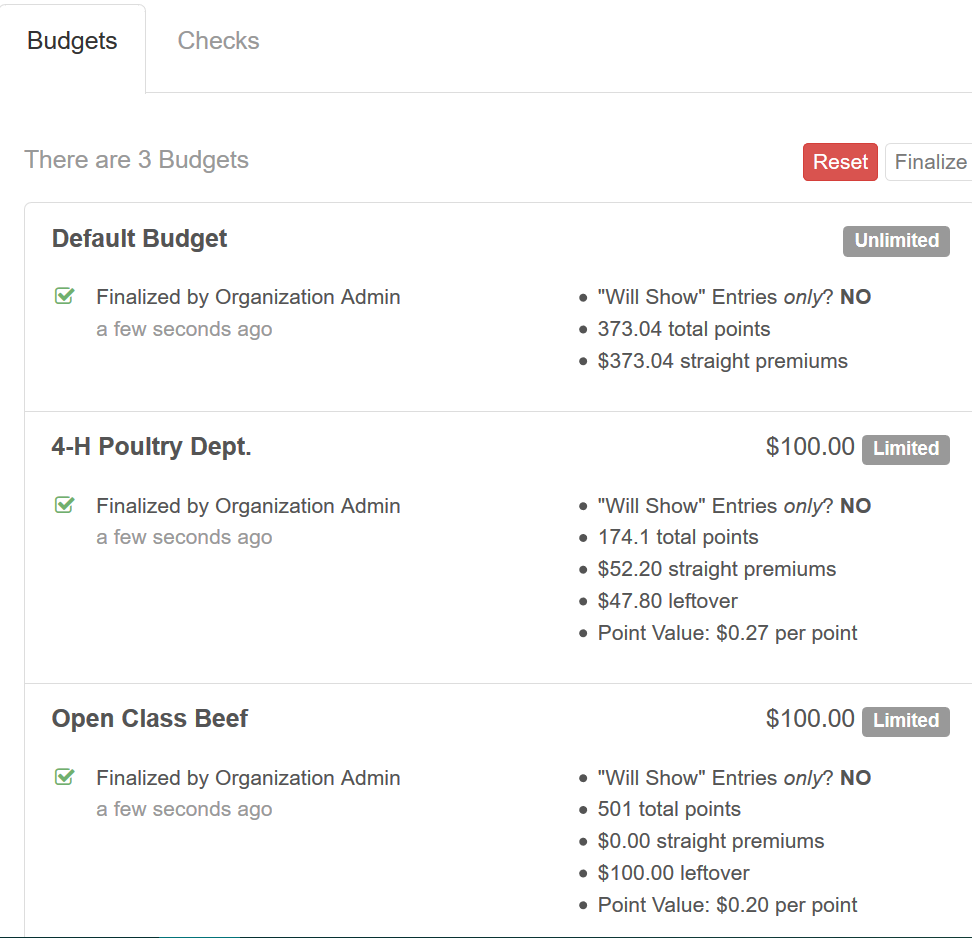 Budgets Checks
There are 3 Budgets Reset Finalize
Default Budget Unlimited
Finalized by Organization Admin
a few seconds ago
"Will Show" Entries only? NO
373.04 total points
$373.04 straight premiums
4-H Poultry Dept. $100.00 Limited
Finalized by Organization Admin
a few seconds ago
"Will Show" Entries only? NO
174.1 total points
$52.20 straight premiums
$47.80 leftover
Point Value: $0.27 per point
Open Class Beef $100.00 Limited
Finalized by Organization Admin
a few seconds ago
"Will Show" Entries only? NO
501 total points
$0.00 straight premiums
$100.00 leftover
Point Value: $0.20 per point